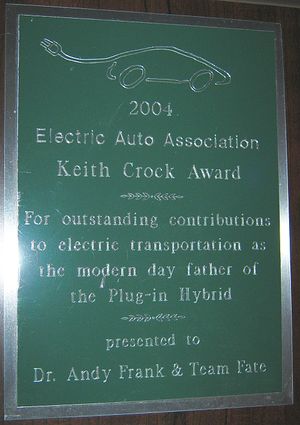 2004
Electric Auto Association
Keith Crock Award
For outstanding contributions
to electric transportation as
the modern day father of
the Plug-in Hybrid
presented to
Dr. Andy Frank & Team Fate